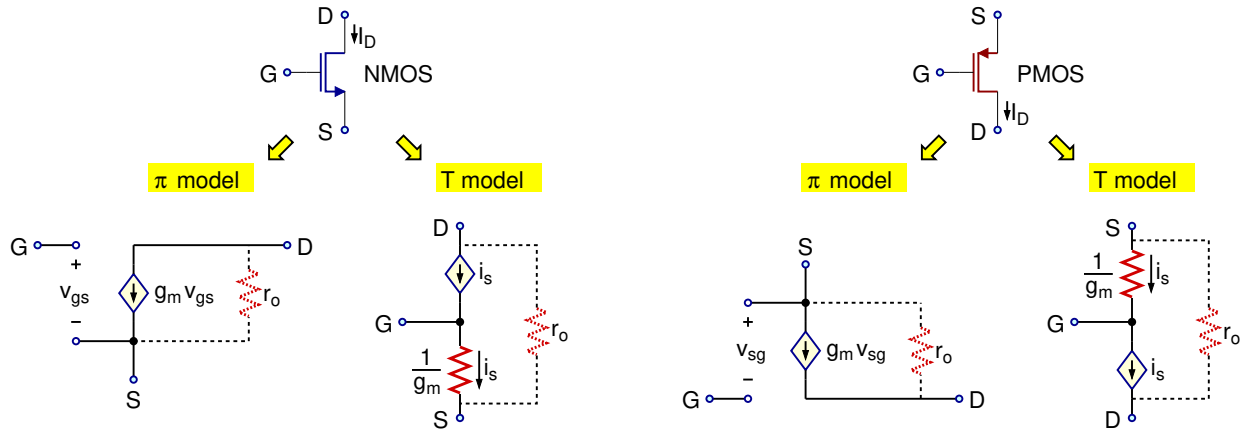 D
I_D
G
NMOS
S
π model
T model
G
+
v_gs
−
g_m v_gs
r_o
D
S
D
i_s
G
1
g_m
i_s
r_o
S
S
G
PMOS
I_D
D
π model
T model
S
+
v_sg
−
g_m v_sg
r_o
G
D
S
1
g_m
i_s
G
i_s
r_o
D